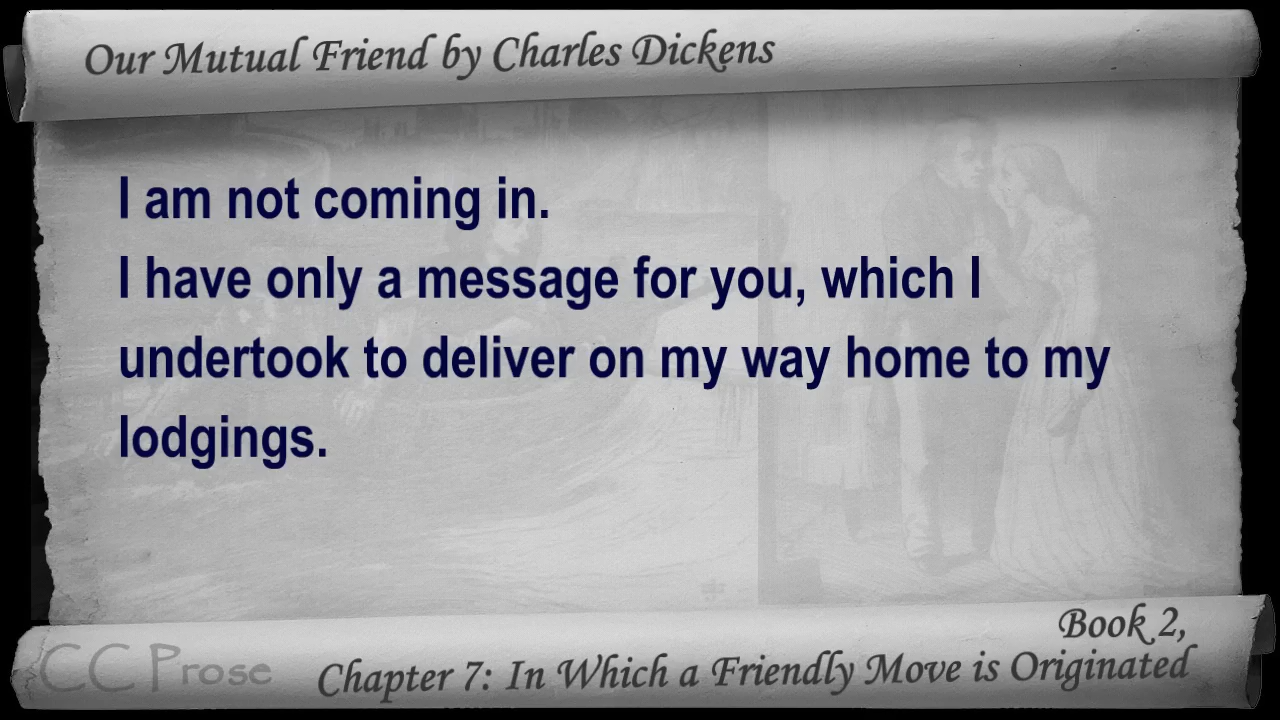 Our Mutual Friend by Charles Dickens
I am not coming in.
I have only a message for you, which I
undertook to deliver on my way home to my
lodgings.
Book 2,
CC Prose
Chapter 7: In Which a Friendly Move is Originated